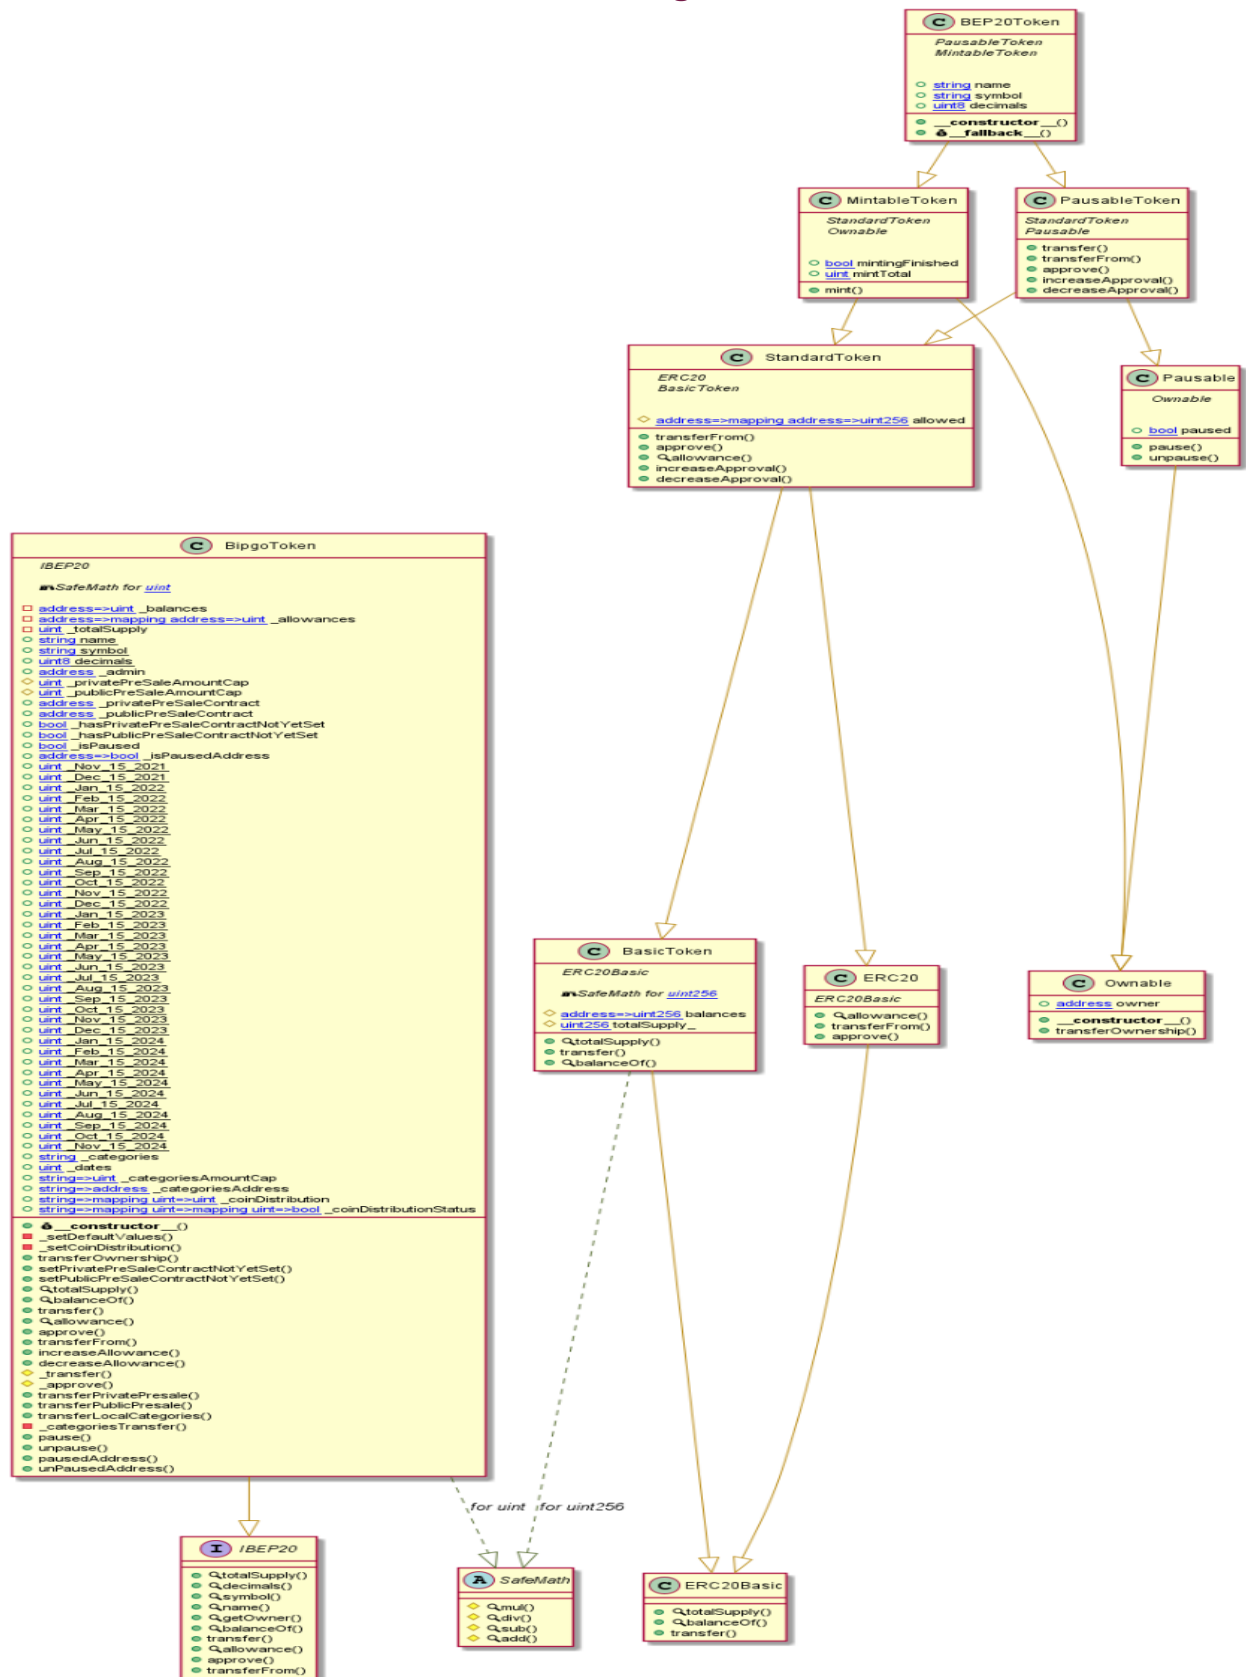 C BEP20Token
PausableToken
MintableToken
string name
string symbol
uint8 decimals
__constructor__()
__fallback__()
C MintableToken
StandardToken
Ownable
bool mintingFinished
uint mintTotal
mint()
C PausableToken
StandardToken
Pausable
transfer()
transferFrom()
approve()
increaseApproval()
decreaseApproval()
C StandardToken
ERC20
BasicToken
address=>mapping address=>uint256 allowed
transferFrom()
approve()
allowance()
increaseApproval()
decreaseApproval()
C Pausable
Ownable
bool paused
pause()
unpause()
C BipgoToken
IBEP20
SafeMath for uint
address=>uint _balances
address=>mapping address=>uint _allowances
uint _totalSupply
string name
string symbol
uint8 decimals
address _admin
uint _privatePreSaleAmountCap
uint _publicPreSaleAmountCap
address _privatePreSaleContract
address _publicPreSaleContract
bool _hasPrivatePreSaleContractNotYetSet
bool _hasPublicPreSaleContractNotYetSet
bool _isPaused
address=>bool _isPausedAddress
uint _Nov_15_2021
uint _Dec_15_2021
uint _Jan_15_2022
uint _Feb_15_2022
uint _Mar_15_2022
uint _Apr_15_2022
uint _May_15_2022
uint _Jun_15_2022
uint _Jul_15_2022
uint _Aug_15_2022
uint _Sep_15_2022
uint _Oct_15_2022
uint _Nov_15_2022
uint _Dec_15_2022
uint _Jan_15_2023
uint _Feb_15_2023
uint _Mar_15_2023
uint _Apr_15_2023
uint _May_15_2023
uint _Jun_15_2023
uint _Jul_15_2023
uint _Aug_15_2023
uint _Sep_15_2023
uint _Oct_15_2023
uint _Nov_15_2023
uint _Dec_15_2023
uint _Jan_15_2024
uint _Feb_15_2024
uint _Mar_15_2024
uint _Apr_15_2024
uint _May_15_2024
uint _Jun_15_2024
uint _Jul_15_2024
uint _Aug_15_2024
uint _Sep_15_2024
uint _Oct_15_2024
uint _Nov_15_2024
string _categories
uint _dates
string=>uint _categoriesAmountCap
string=>address _categoriesAddress
string=>mapping uint=>uint _coinDistribution
string=>mapping uint=>mapping uint=>bool _coinDistributionStatus
__constructor__()
_setDefaultValues()
_setCoinDistribution()
transferOwnership()
setPrivatePreSaleContractNotYetSet()
setPublicPreSaleContractNotYetSet()
totalSupply()
balanceOf()
transfer()
allowance()
approve()
transferFrom()
increaseAllowance()
decreaseAllowance()
_transfer()
_approve()
transferPrivatePresale()
transferPublicPresale()
transferLocalCategories()
_categoriesTransfer()
pause()
unpause()
pausedAddress()
unPausedAddress()
C BasicToken
ERC20Basic
SafeMath for uint256
address=>uint256 balances
uint256 totalSupply_
totalSupply()
transfer()
balanceOf()
C ERC20
ERC20Basic
allowance()
transferFrom()
approve()
C Ownable
address owner
__constructor__()
transferOwnership()
for uint
for uint256
I IBEP20
totalSupply()
decimals()
symbol()
name()
getOwner()
balanceOf()
transfer()
allowance()
approve()
transferFrom()
A SafeMath
mul()
div()
sub()
add()
C ERC20Basic
totalSupply()
balanceOf()
transfer()